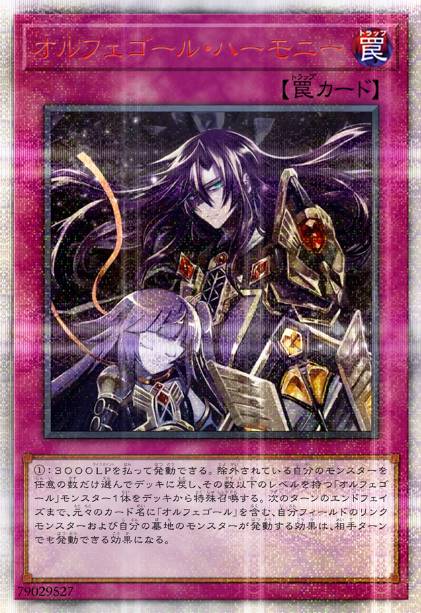 オルフェゴール・ハーモニー
罠
トラップ
【罠カード】
トラップ
①：３０００ＬＰを払って発動できる。除外されている自分のモンスターを
任意の数だけ選んでデッキに戻し、その数以下のレベルを持つ「オルフェ
ゴール」モンスター１体をデッキから特殊召喚する。次のターンのエンドフェイ
ズまで、元々のカード名に「オルフェゴール」を含む、自分フィールドのリンク
モンスターおよび自分の墓地のモンスターが発動する効果は、相手ターン
でも発動できる効果になる。
79029527